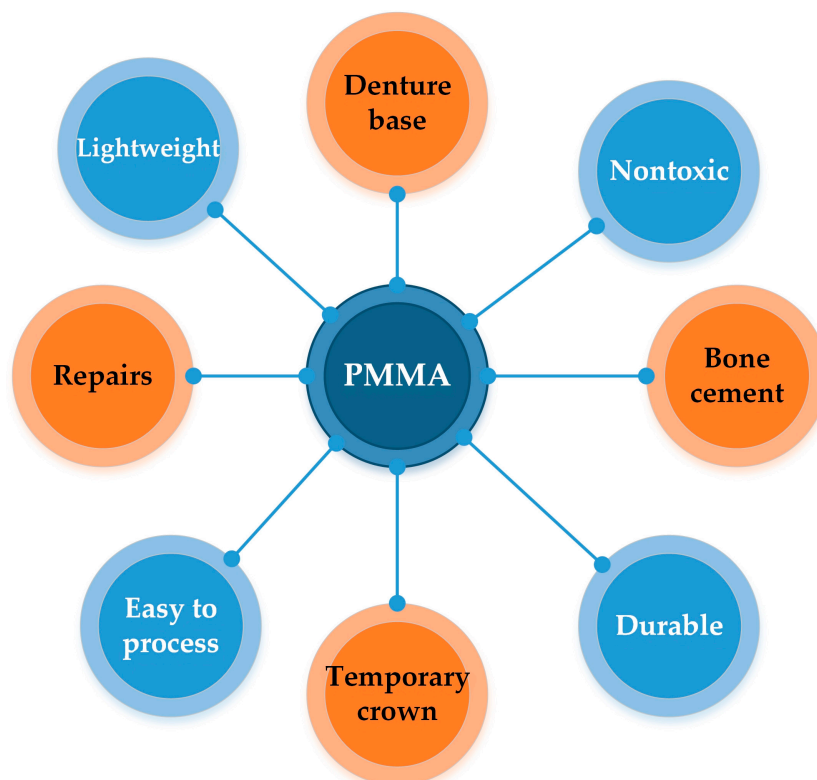 Denture
base
Lightweight
Nontoxic
Repairs
PMMA
Bone
cement
Easy to
process
Durable
Temporary
crown